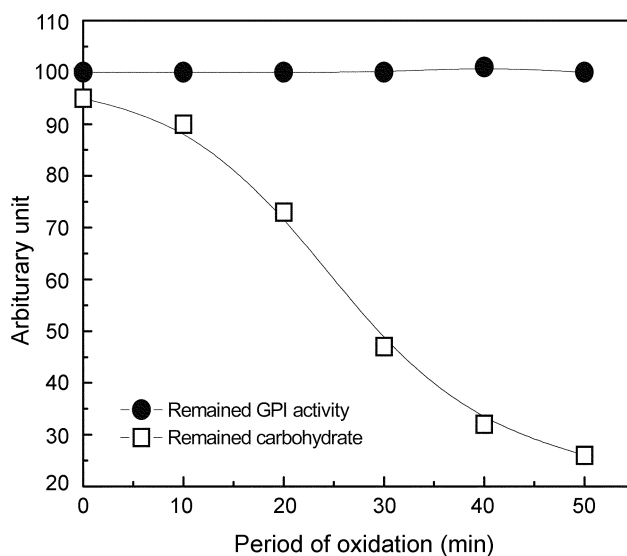 110
100
90
80
70
60
50
40
30
20
Arbiturary unit
Remained GPI activity
Remained carbohydrate
0 10 20 30 40 50
Period of oxidation (min)